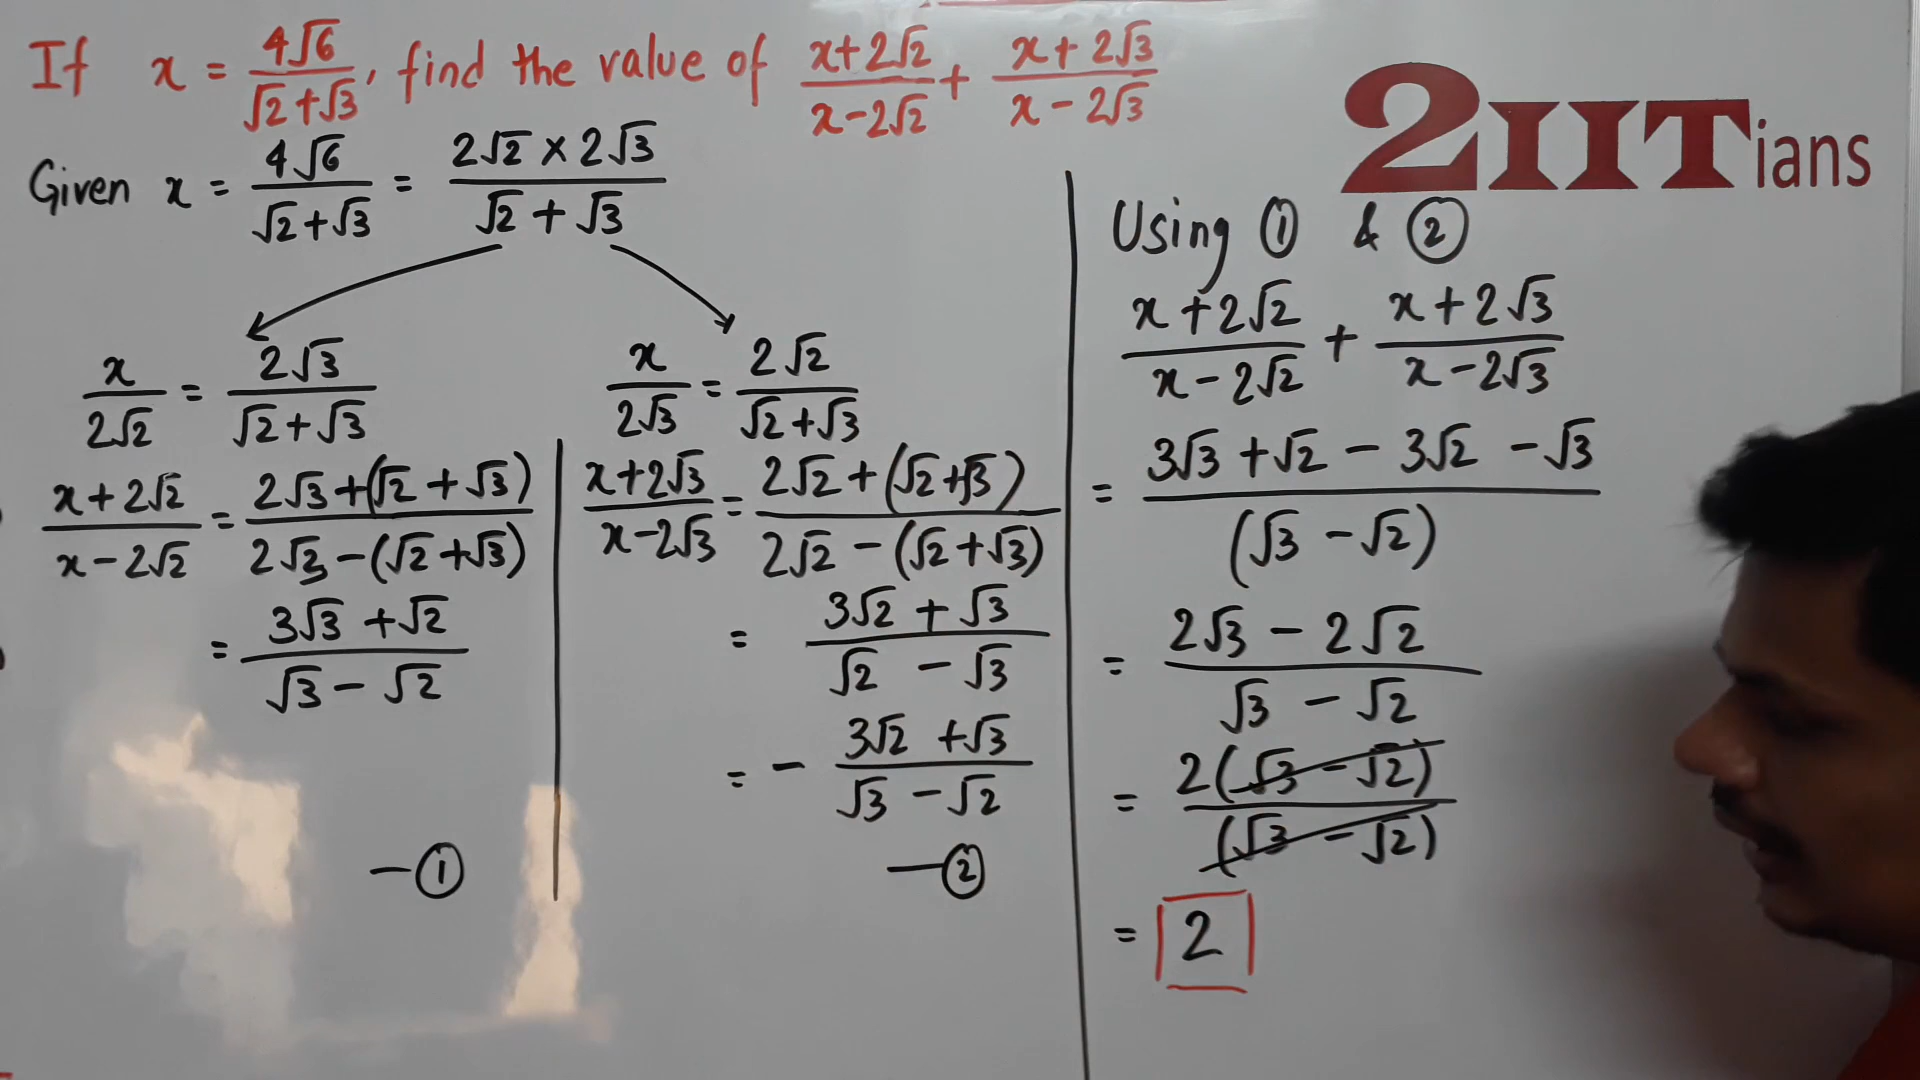 If x = 4√6/(√2+√3), find the value of (x+2√2)/(x-2√2) + (x+2√3)/(x-2√3)
2IITians
Given x = 4√6/(√2+√3) = (2√2 × 2√3)/(√2+√3)
x/(2√2) = 2√3/(√2+√3)
(x+2√2)/(x-2√2) = (2√3+(√2+√3))/(2√3-(√2+√3))
= (3√3+√2)/(√3-√2)
-①
x/(2√3) = 2√2/(√2+√3)
(x+2√3)/(x-2√3) = (2√2+(√2+√3))/(2√2-(√2+√3))
= (3√2+√3)/(√2-√3)
= - (3√2+√3)/(√3-√2)
-②
Using ① & ②
(x+2√2)/(x-2√2) + (x+2√3)/(x-2√3)
= (3√3+√2-3√2-√3)/(√3-√2)
= (2√3-2√2)/(√3-√2)
= 2(√3-√2)/(√3-√2)
= 2